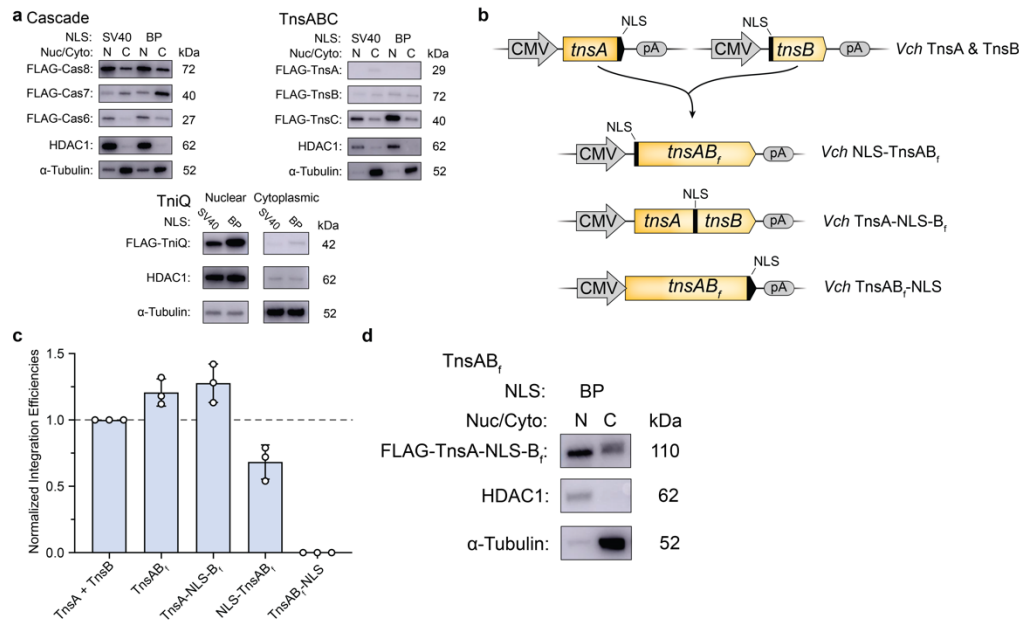 a Cascade
NLS: SV40 BP
Nuc/Cyto: N C N C kDa
FLAG-Cas8: 72
FLAG-Cas7: 40
FLAG-Cas6: 27
HDAC1: 62
α-Tubulin: 52
TnsABC
NLS: SV40 BP
Nuc/Cyto: N C N C kDa
FLAG-TnsA: 29
FLAG-TnsB: 72
FLAG-TnsC: 40
HDAC1: 62
α-Tubulin: 52
TniQ Nuclear Cytoplasmic
NLS: SV40 BP SV40 BP kDa
FLAG-TniQ: 42
HDAC1: 62
α-Tubulin: 52
b
NLS NLS
CMV tnsA pA CMV tnsB pA Vch TnsA & TnsB
NLS
CMV tnsABf pA Vch NLS-TnsABf
NLS
CMV tnsA tnsB pA Vch TnsA-NLS-Bf
NLS
CMV tnsABf pA Vch TnsABf-NLS
c
Normalized Integration Efficiencies
1.5
1.0
0.5
0.0
TnsA + TnsB
TnsABf
TnsA-NLS-Bf
NLS-TnsABf
TnsABf-NLS
d
TnsABf
NLS: BP
Nuc/Cyto: N C kDa
FLAG-TnsA-NLS-Bf: 110
HDAC1: 62
α-Tubulin: 52